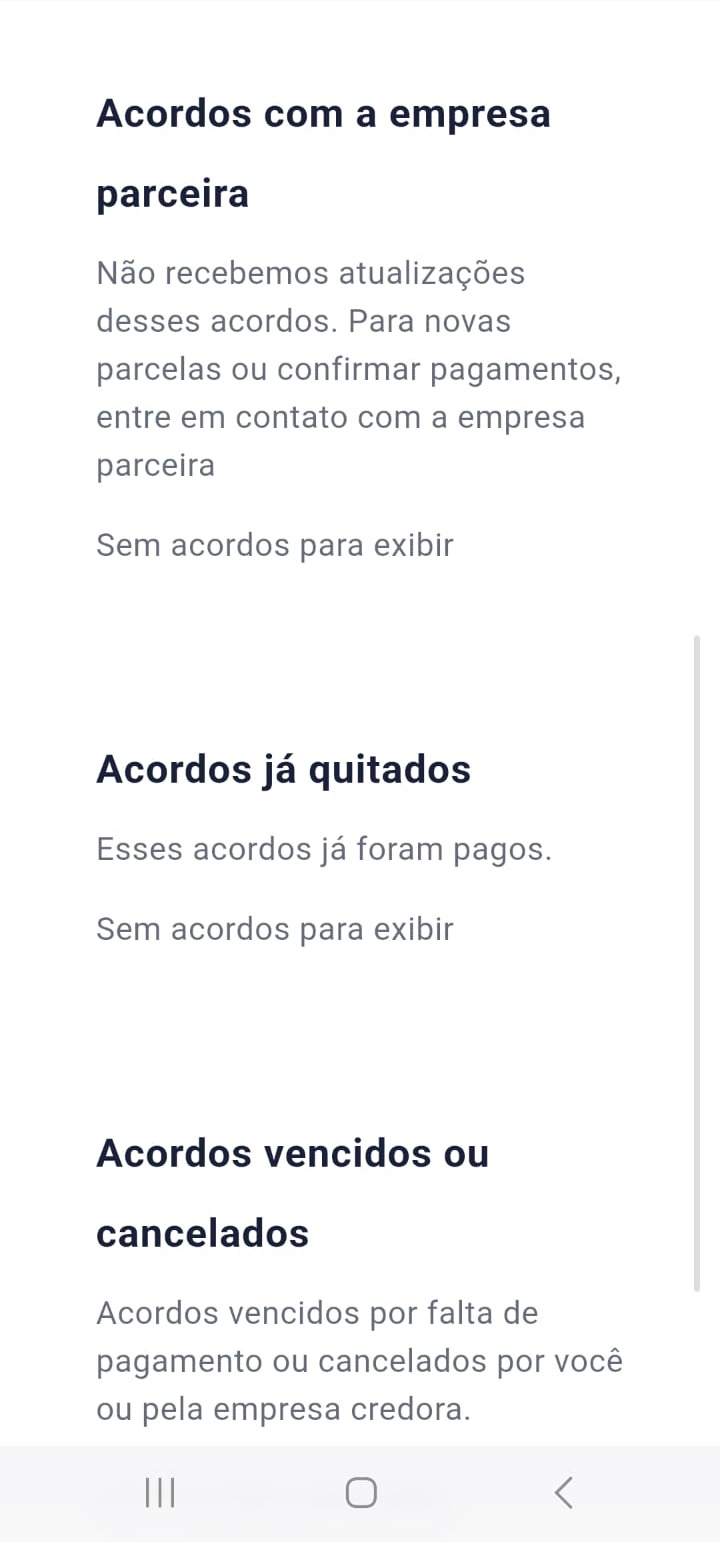 Acordos com a empresa
parceira
Não recebemos atualizações
desses acordos. Para novas
parcelas ou confirmar pagamentos,
entre em contato com a empresa
parceira
Sem acordos para exibir
Acordos já quitados
Esses acordos já foram pagos.
Sem acordos para exibir
Acordos vencidos ou
cancelados
Acordos vencidos por falta de
pagamento ou cancelados por você
ou pela empresa credora.